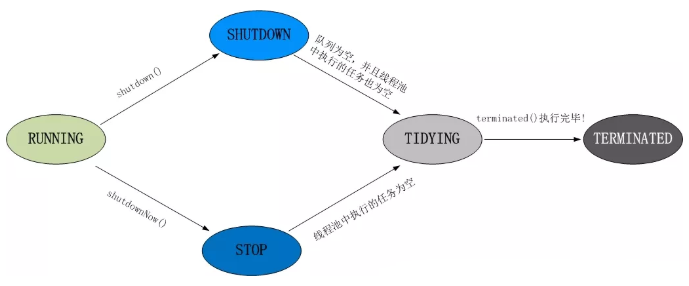 SHUTDOWN
队列为空，并且线程池
中执行的任务也为空
shutdown()
RUNNING
TIDYING
terminated()执行完毕!
TERMINATED
shutdownNow()
线程池中执行的任务为空
STOP